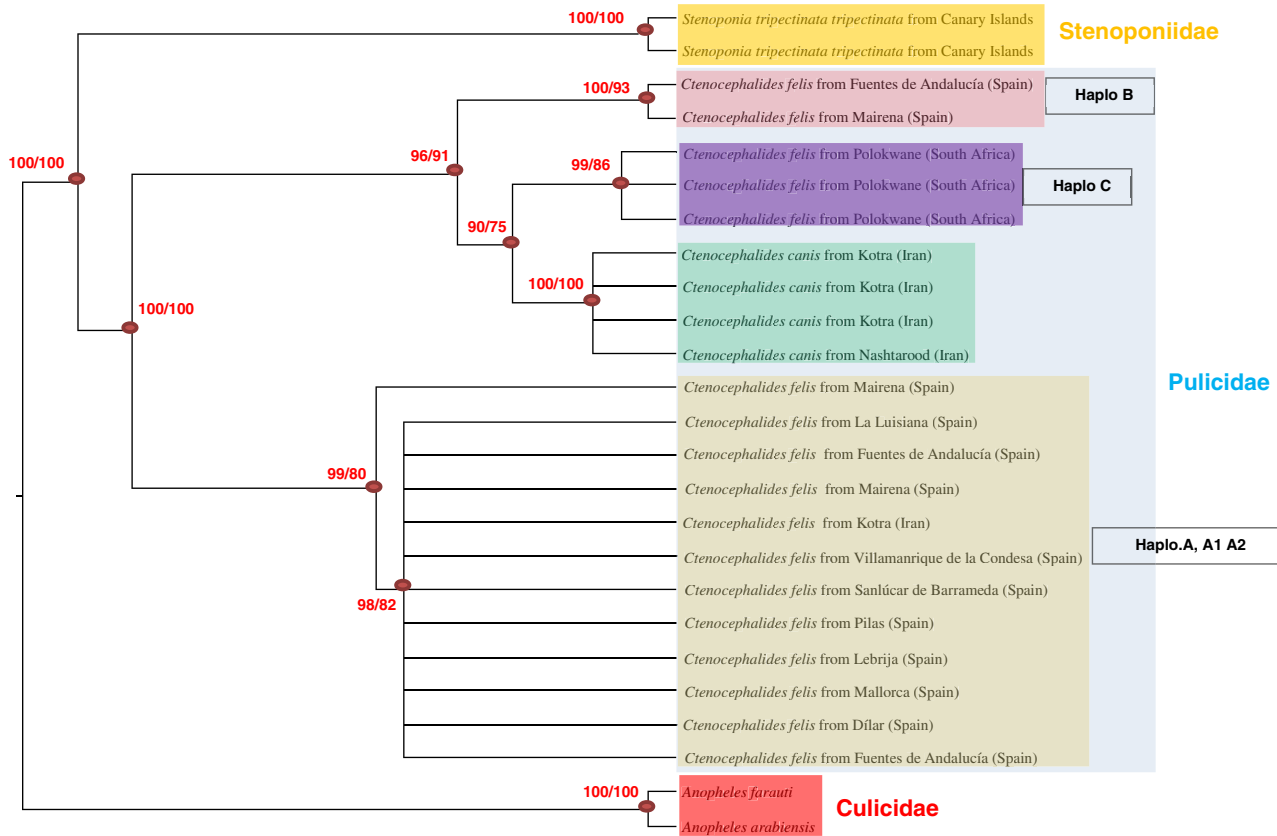 100/100
Stenoponia tripectinata tripectinata from Canary Islands
Stenoponia tripectinata tripectinata from Canary Islands
Stenoponiidae
100/93
Ctenocephalides felis from Fuentes de Andalucía (Spain)
Ctenocephalides felis from Mairena (Spain)
Haplo B
96/91
99/86
Ctenocephalides felis from Polokwane (South Africa)
Ctenocephalides felis from Polokwane (South Africa)
Ctenocephalides felis from Polokwane (South Africa)
Haplo C
100/100
90/75
100/100
100/100
Ctenocephalides canis from Kotra (Iran)
Ctenocephalides canis from Kotra (Iran)
Ctenocephalides canis from Kotra (Iran)
Ctenocephalides canis from Nashtarood (Iran)
Pulicidae
Ctenocephalides felis from Mairena (Spain)
Ctenocephalides felis from La Luisiana (Spain)
Ctenocephalides felis from Fuentes de Andalucía (Spain)
99/80
Ctenocephalides felis from Mairena (Spain)
Ctenocephalides felis from Kotra (Iran)
Haplo.A, A1 A2
Ctenocephalides felis from Villamanrique de la Condesa (Spain)
Ctenocephalides felis from Sanlúcar de Barrameda (Spain)
98/82
Ctenocephalides felis from Pilas (Spain)
Ctenocephalides felis from Lebrija (Spain)
Ctenocephalides felis from Mallorca (Spain)
Ctenocephalides felis from Dílar (Spain)
Ctenocephalides felis from Fuentes de Andalucía (Spain)
100/100
Anopheles farauti
Anopheles arabiensis
Culicidae